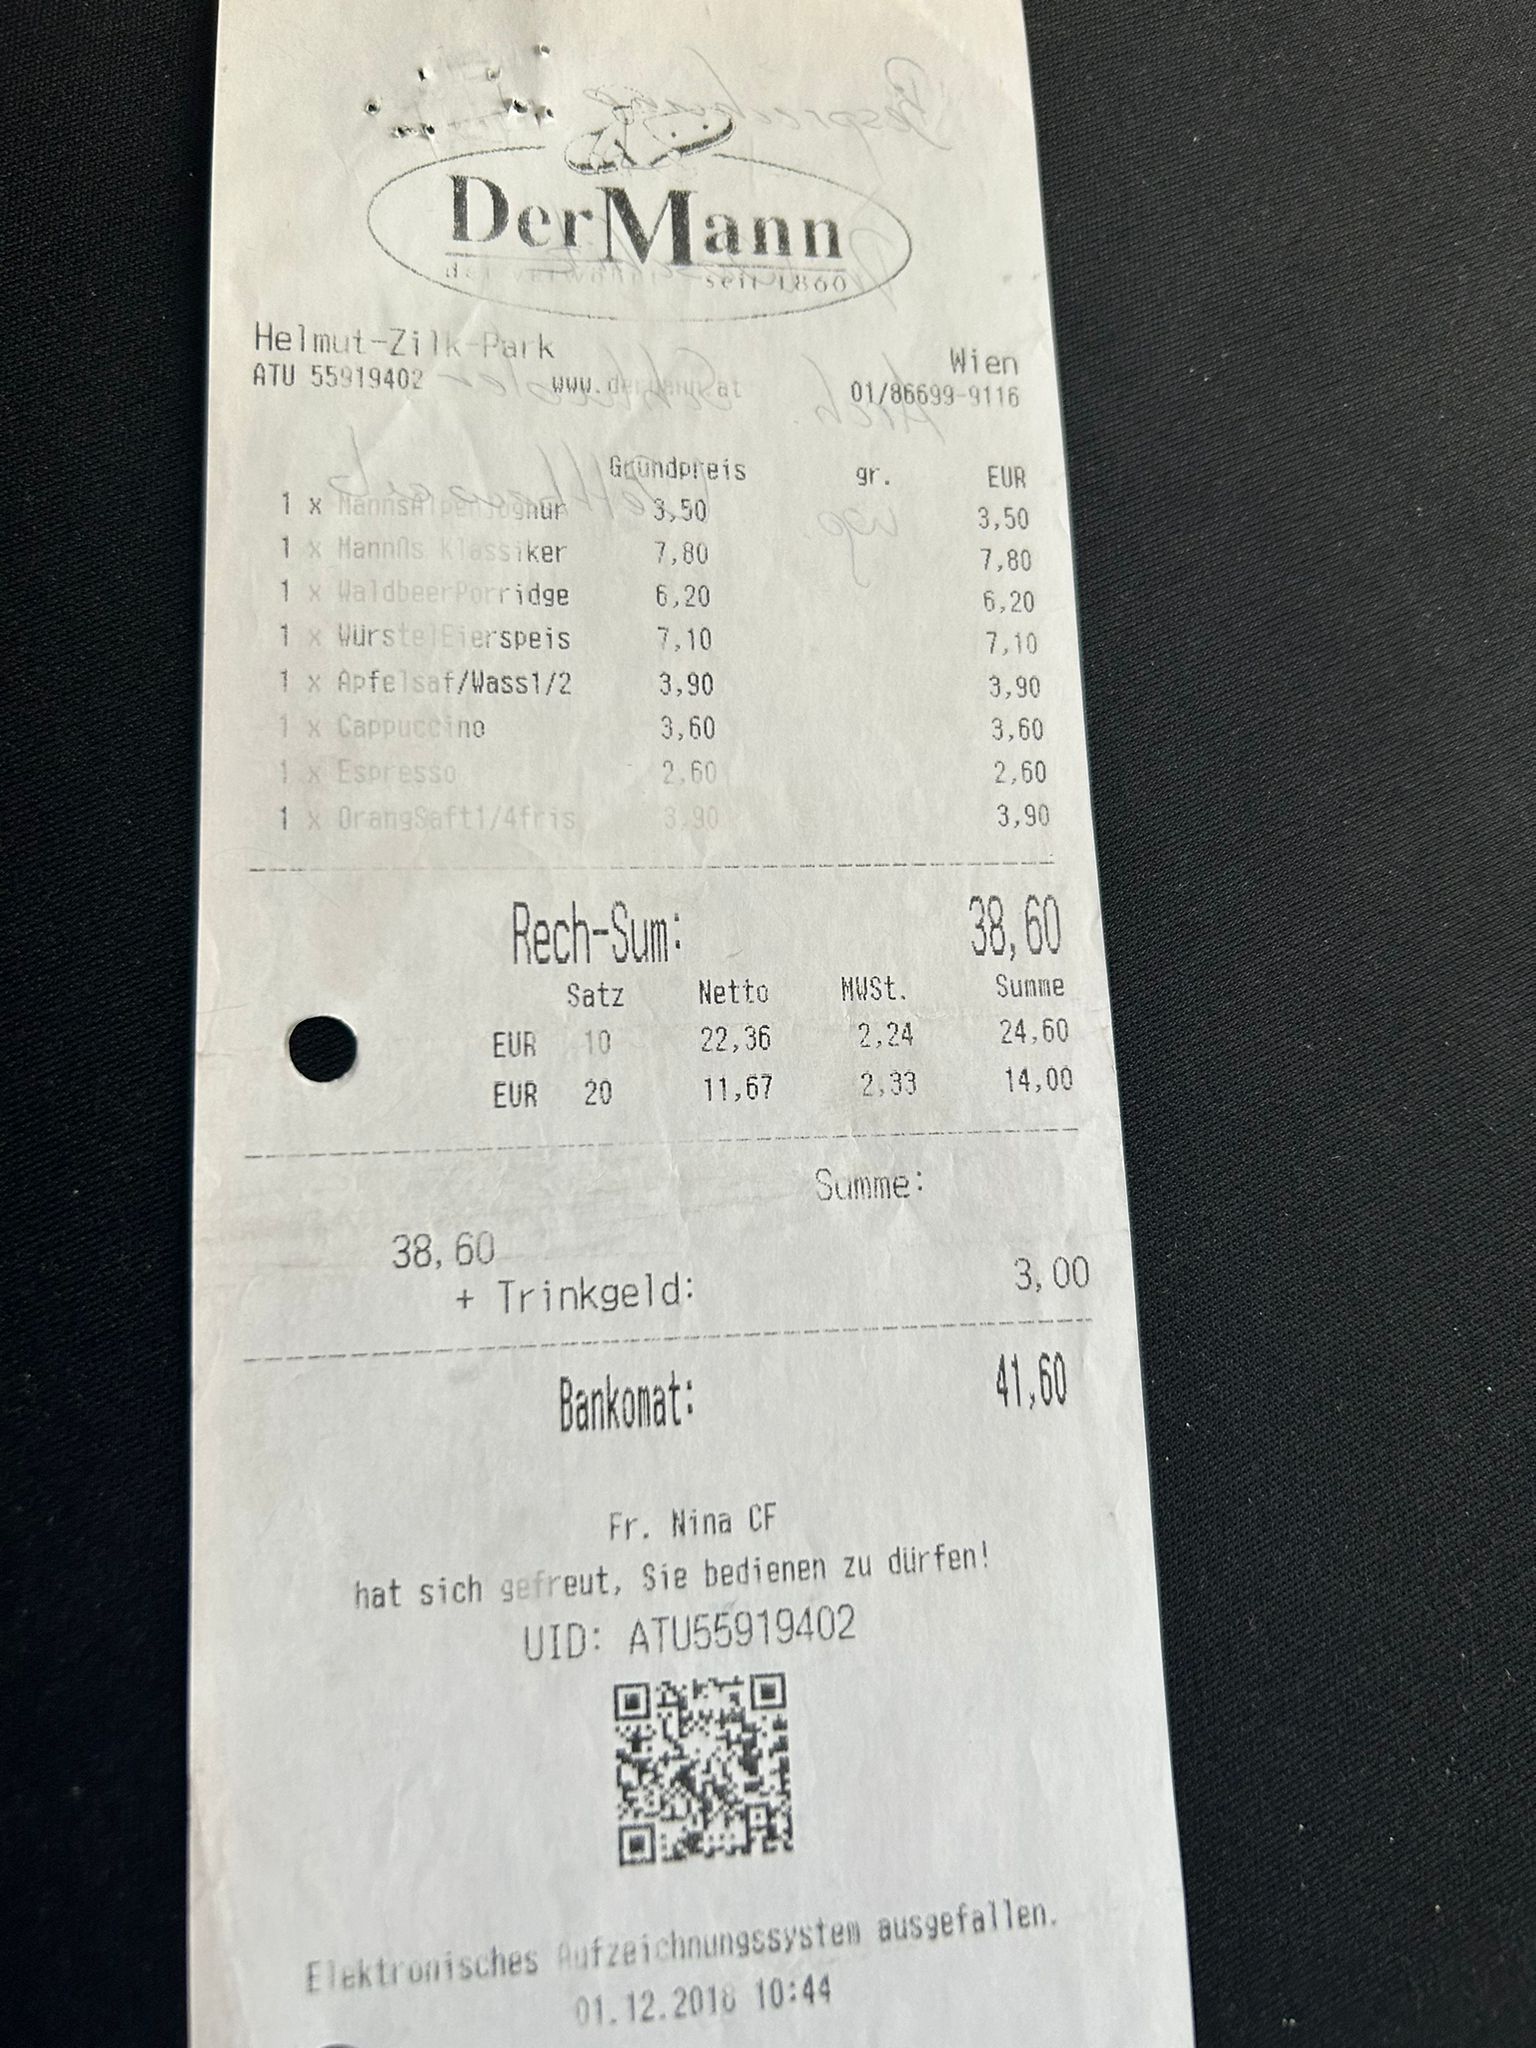 DerMann
der verwöhnt seit 1860
Helmut-Zilk-Park Wien
ATU 55919402 www.dermann.at 01/86699-9116
Grundpreis gr. EUR
1 x MannsAlpenJoghur 3,50 3,50
1 x Mannßs Klassiker 7,80 7,80
1 x WaldbeerPorridge 6,20 6,20
1 x WürstelEierspeis 7,10 7,10
1 x Apfelsaf/Wass1/2 3,90 3,90
1 x Cappuccino 3,60 3,60
1 x Espresso 2,60 2,60
1 x OrangSaft1/4fris 3,90 3,90
Rech-Sum: 38,60
Satz Netto MWSt. Summe
EUR 10 22,36 2,24 24,60
EUR 20 11,67 2,33 14,00
Summe:
38,60
+ Trinkgeld: 3,00
Bankomat: 41,60
Fr. Nina CF
hat sich gefreut, Sie bedienen zu dürfen!
UID: ATU55919402
Elektronisches Aufzeichnungssystem ausgefallen.
01.12.2018 10:44